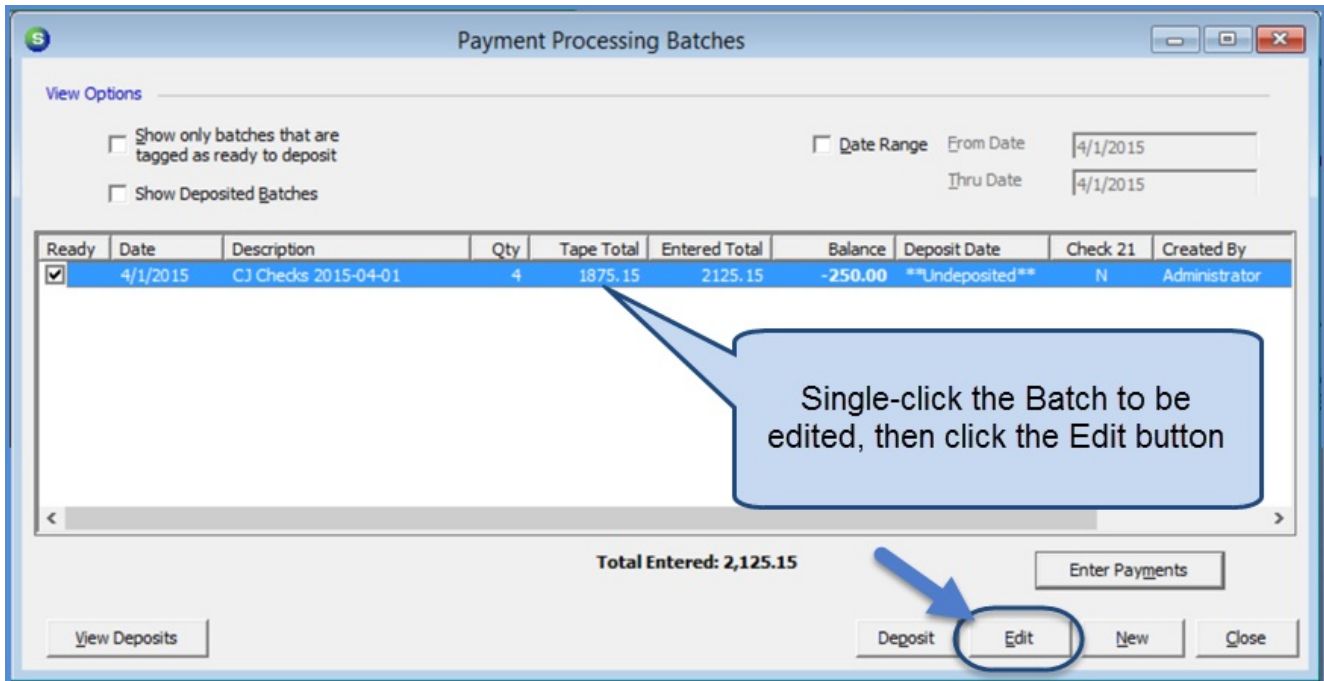 S
Payment Processing Batches
View Options
Show only batches that are
tagged as ready to deposit
Date Range From Date 4/1/2015
Show Deposited Batches
Thru Date 4/1/2015
Ready Date Description Qty Tape Total Entered Total Balance Deposit Date Check 21 Created By
4/1/2015 CJ Checks 2015-04-01 4 1875.15 2125.15 -250.00 **Undeposited** N Administrator
Single-click the Batch to be
edited, then click the Edit button
Total Entered: 2,125.15
Enter Payments
View Deposits Deposit Edit New Close